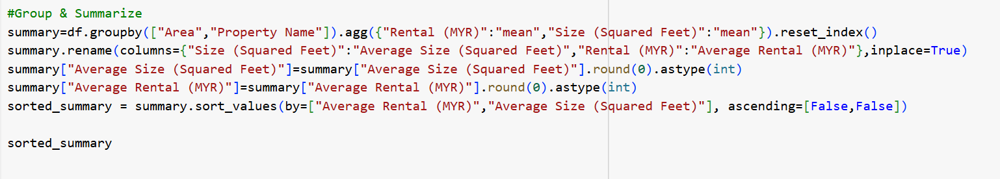 #Group & Summarize
summary=df.groupby(["Area","Property Name"]).agg({"Rental (MYR)":"mean","Size (Squared Feet)":"mean"}).reset_index()
summary.rename(columns={"Size (Squared Feet)":"Average Size (Squared Feet)","Rental (MYR)":"Average Rental (MYR)"},inplace=True)
summary["Average Size (Squared Feet)"]=summary["Average Size (Squared Feet)"].round(0).astype(int)
summary["Average Rental (MYR)"]=summary["Average Rental (MYR)"].round(0).astype(int)
sorted_summary = summary.sort_values(by=["Average Rental (MYR)","Average Size (Squared Feet)"], ascending=[False,False])
sorted_summary